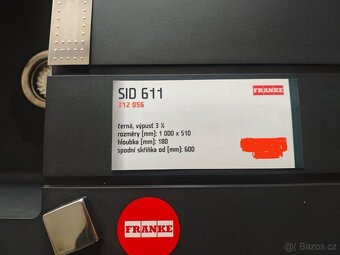 SID 611
FRANKE
312 056
černá, výpusť 3 ½
rozměry [mm]: 1 000 x 510
hloubka [mm]: 180
spodní skříňka od [mm]: 600
FRANKE
Bazoš.cz